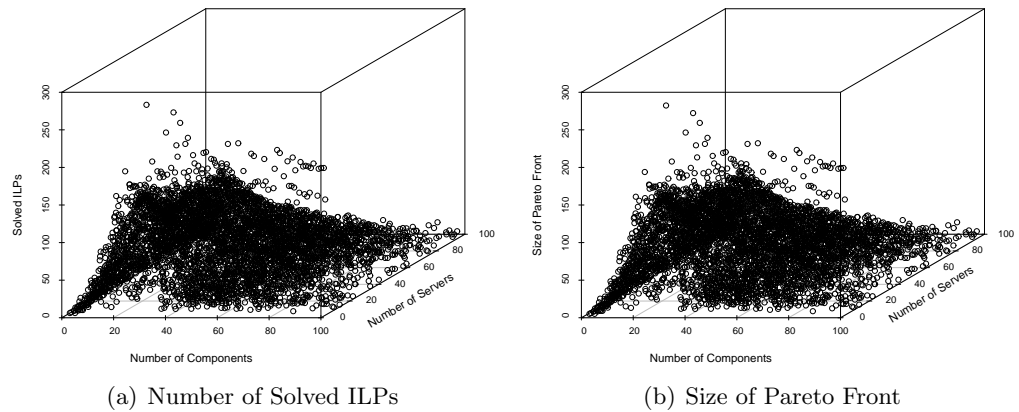 300
250
200
150
100
50
0
Solved ILPs
0 20 40 60 80 100
Number of Components
0 20 40 60 80 100
Number of Servers
(a) Number of Solved ILPs
300
250
200
150
100
50
0
Size of Pareto Front
0 20 40 60 80 100
Number of Components
0 20 40 60 80 100
Number of Servers
(b) Size of Pareto Front